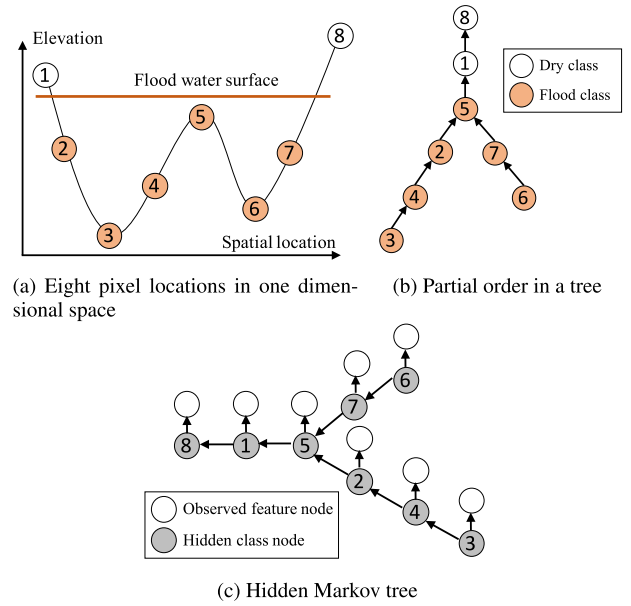 Elevation
8
1
Flood water surface
5
2
7
4
6
3
Spatial location
(a) Eight pixel locations in one dimen-
sional space
8
1
5
2
7
4
6
3
Dry class
Flood class
(b) Partial order in a tree
6
7
8
1
5
2
4
3
Observed feature node
Hidden class node
(c) Hidden Markov tree